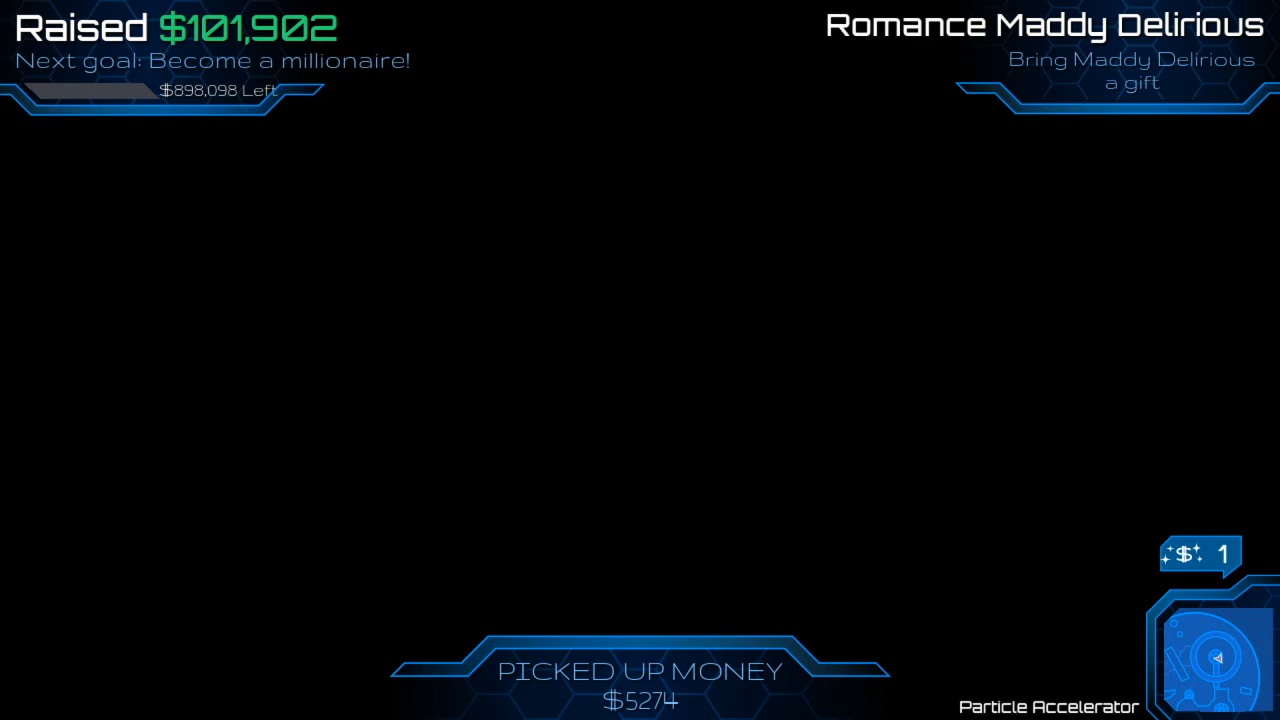 Raised $101,902
Next goal: Become a millionaire!
$898,098 Left
Romance Maddy Delirious
Bring Maddy Delirious
a gift
$ 1
PICKED UP MONEY
$5274
Particle Accelerator